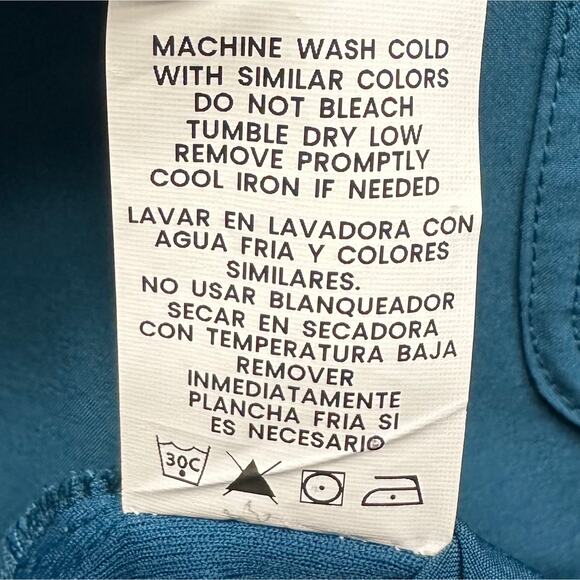 MACHINE WASH COLD
WITH SIMILAR COLORS
DO NOT BLEACH
TUMBLE DRY LOW
REMOVE PROMPTLY
COOL IRON IF NEEDED
LAVAR EN LAVADORA CON
AGUA FRIA Y COLORES
SIMILARES.
NO USAR BLANQUEADOR
SECAR EN SECADORA
CON TEMPERATURA BAJA
REMOVER
INMEDIATAMENTE
PLANCHA FRIA SI
ES NECESARIO
30C